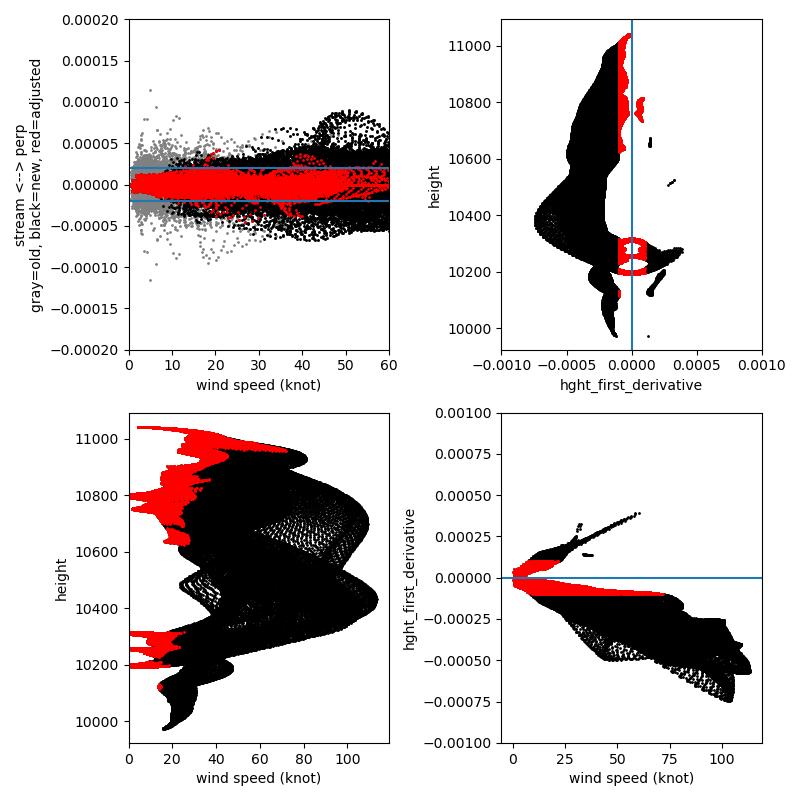 0.00020
0.00015
0.00010
0.00005
0.00000
−0.00005
−0.00010
−0.00015
−0.00020
stream <--> perp
gray=old, black=new, red=adjusted
0 10 20 30 40 50 60
wind speed (knot)
11000
10800
10600
10400
10200
10000
height
−0.0010 −0.0005 0.0000 0.0005 0.0010
hght_first_derivative
11000
10800
10600
10400
10200
10000
height
0 20 40 60 80 100
wind speed (knot)
0.00100
0.00075
0.00050
0.00025
0.00000
−0.00025
−0.00050
−0.00075
−0.00100
hght_first_derivative
0 25 50 75 100
wind speed (knot)